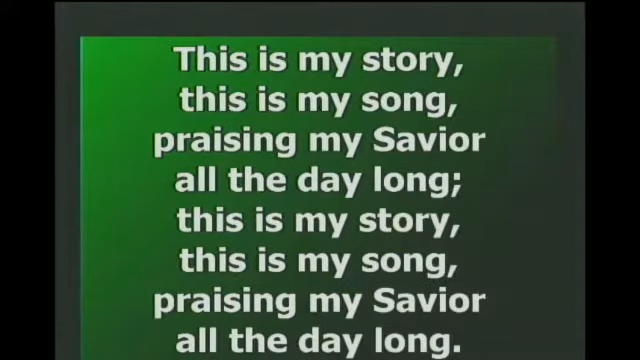 This is my story,
this is my song,
praising my Savior
all the day long;
this is my story,
this is my song,
praising my Savior
all the day long.